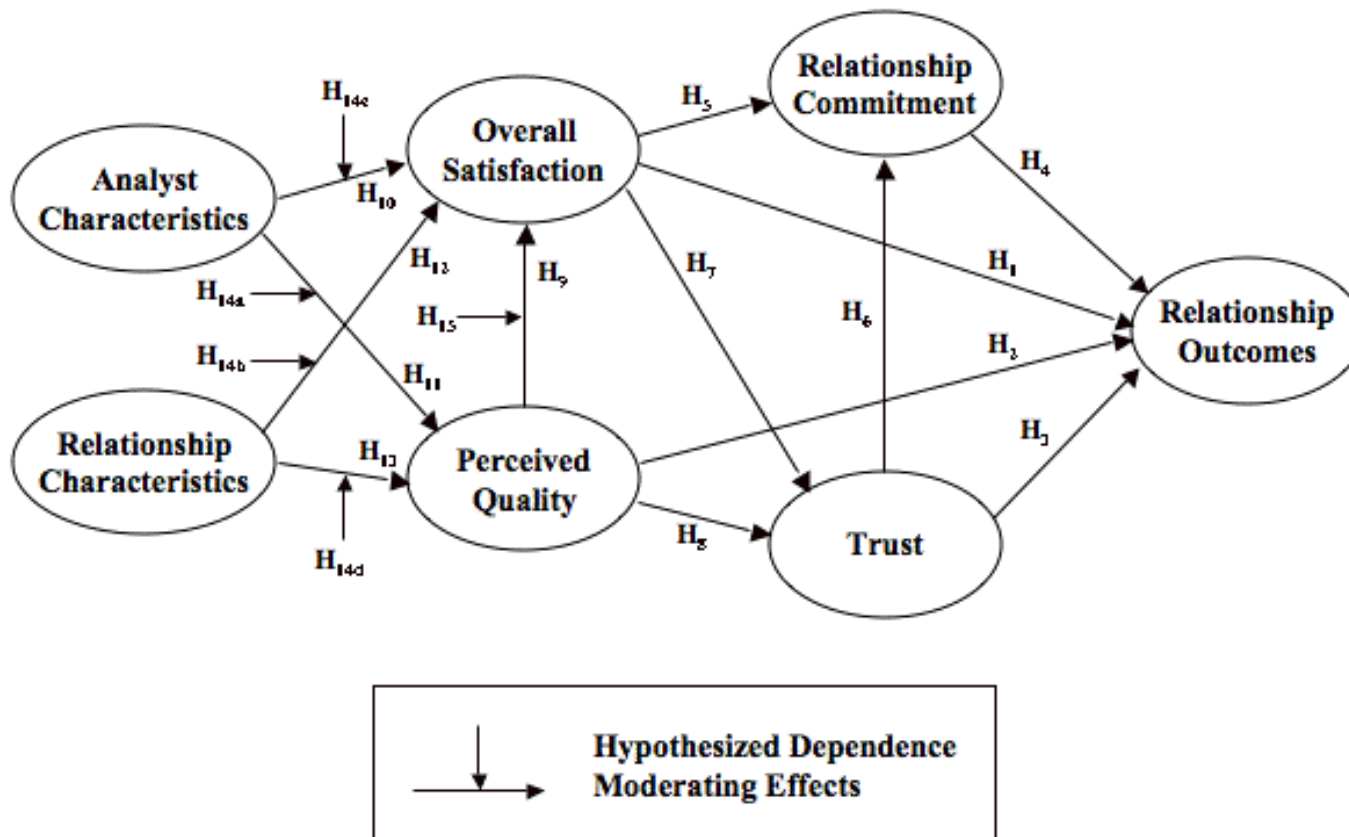 Relationship
Commitment
H14c
H5
Overall
Satisfaction
H4
Analyst
Characteristics
H10
H12
H9
H7
H1
H14a
H15
H6
Relationship
Outcomes
H14b
H2
H11
Relationship
Characteristics
H13
Perceived
Quality
H3
H8
Trust
H14d
Hypothesized Dependence
Moderating Effects